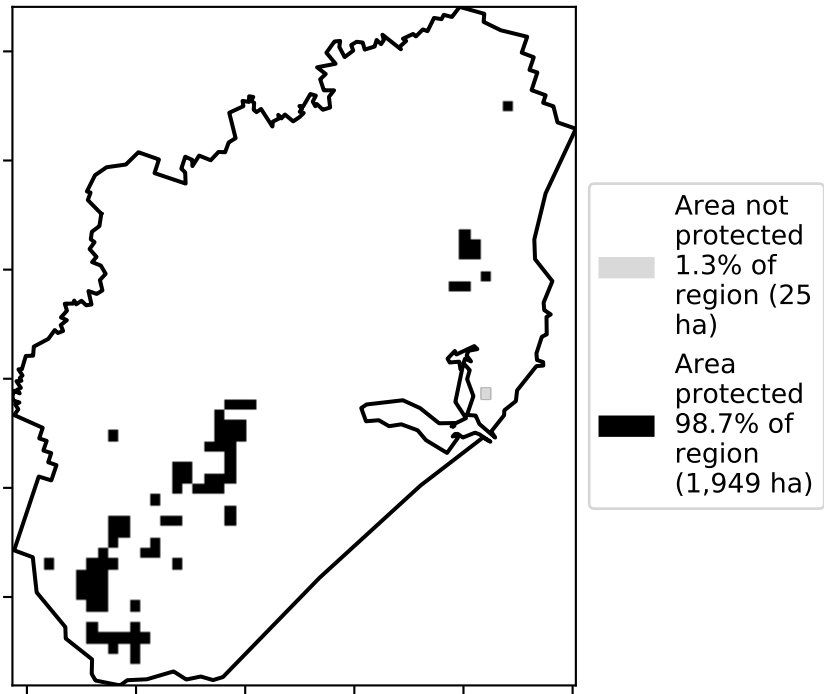 Area not
protected
1.3% of
region (25
ha)
Area
protected
98.7% of
region
(1,949 ha)